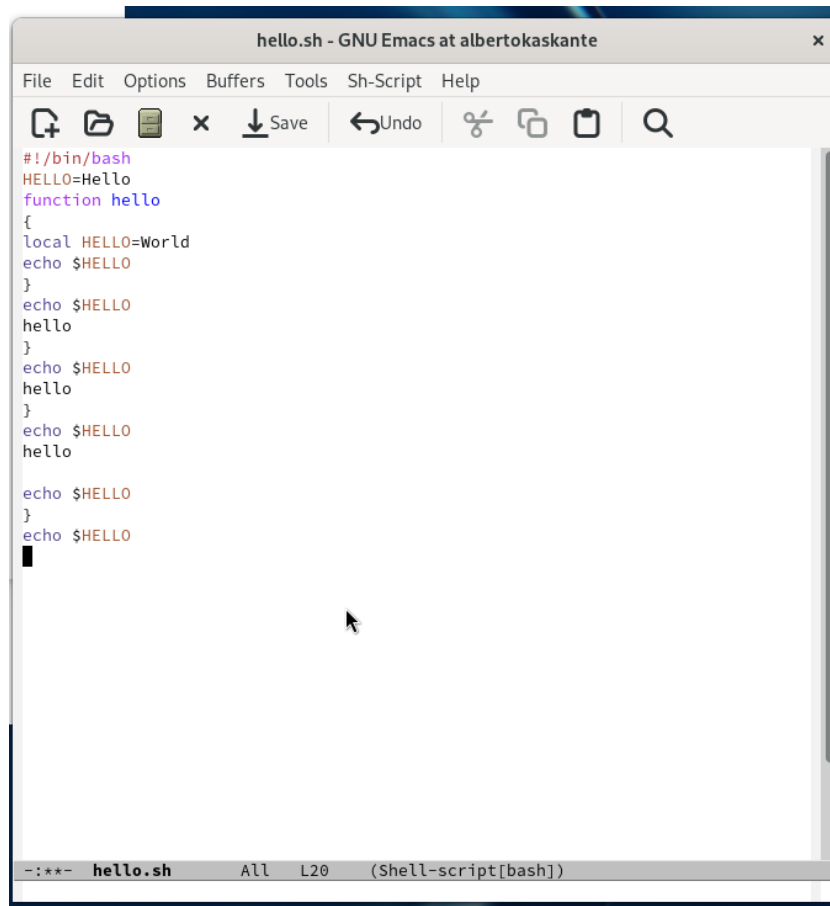 hello.sh - GNU Emacs at albertokaskante
File Edit Options Buffers Tools Sh-Script Help
Save Undo
#!/bin/bash
HELLO=Hello
function hello
{
local HELLO=World
echo $HELLO
}
echo $HELLO
hello
}
echo $HELLO
hello
}
echo $HELLO
hello
echo $HELLO
}
echo $HELLO
-:**- hello.sh All L20 (Shell-script[bash])